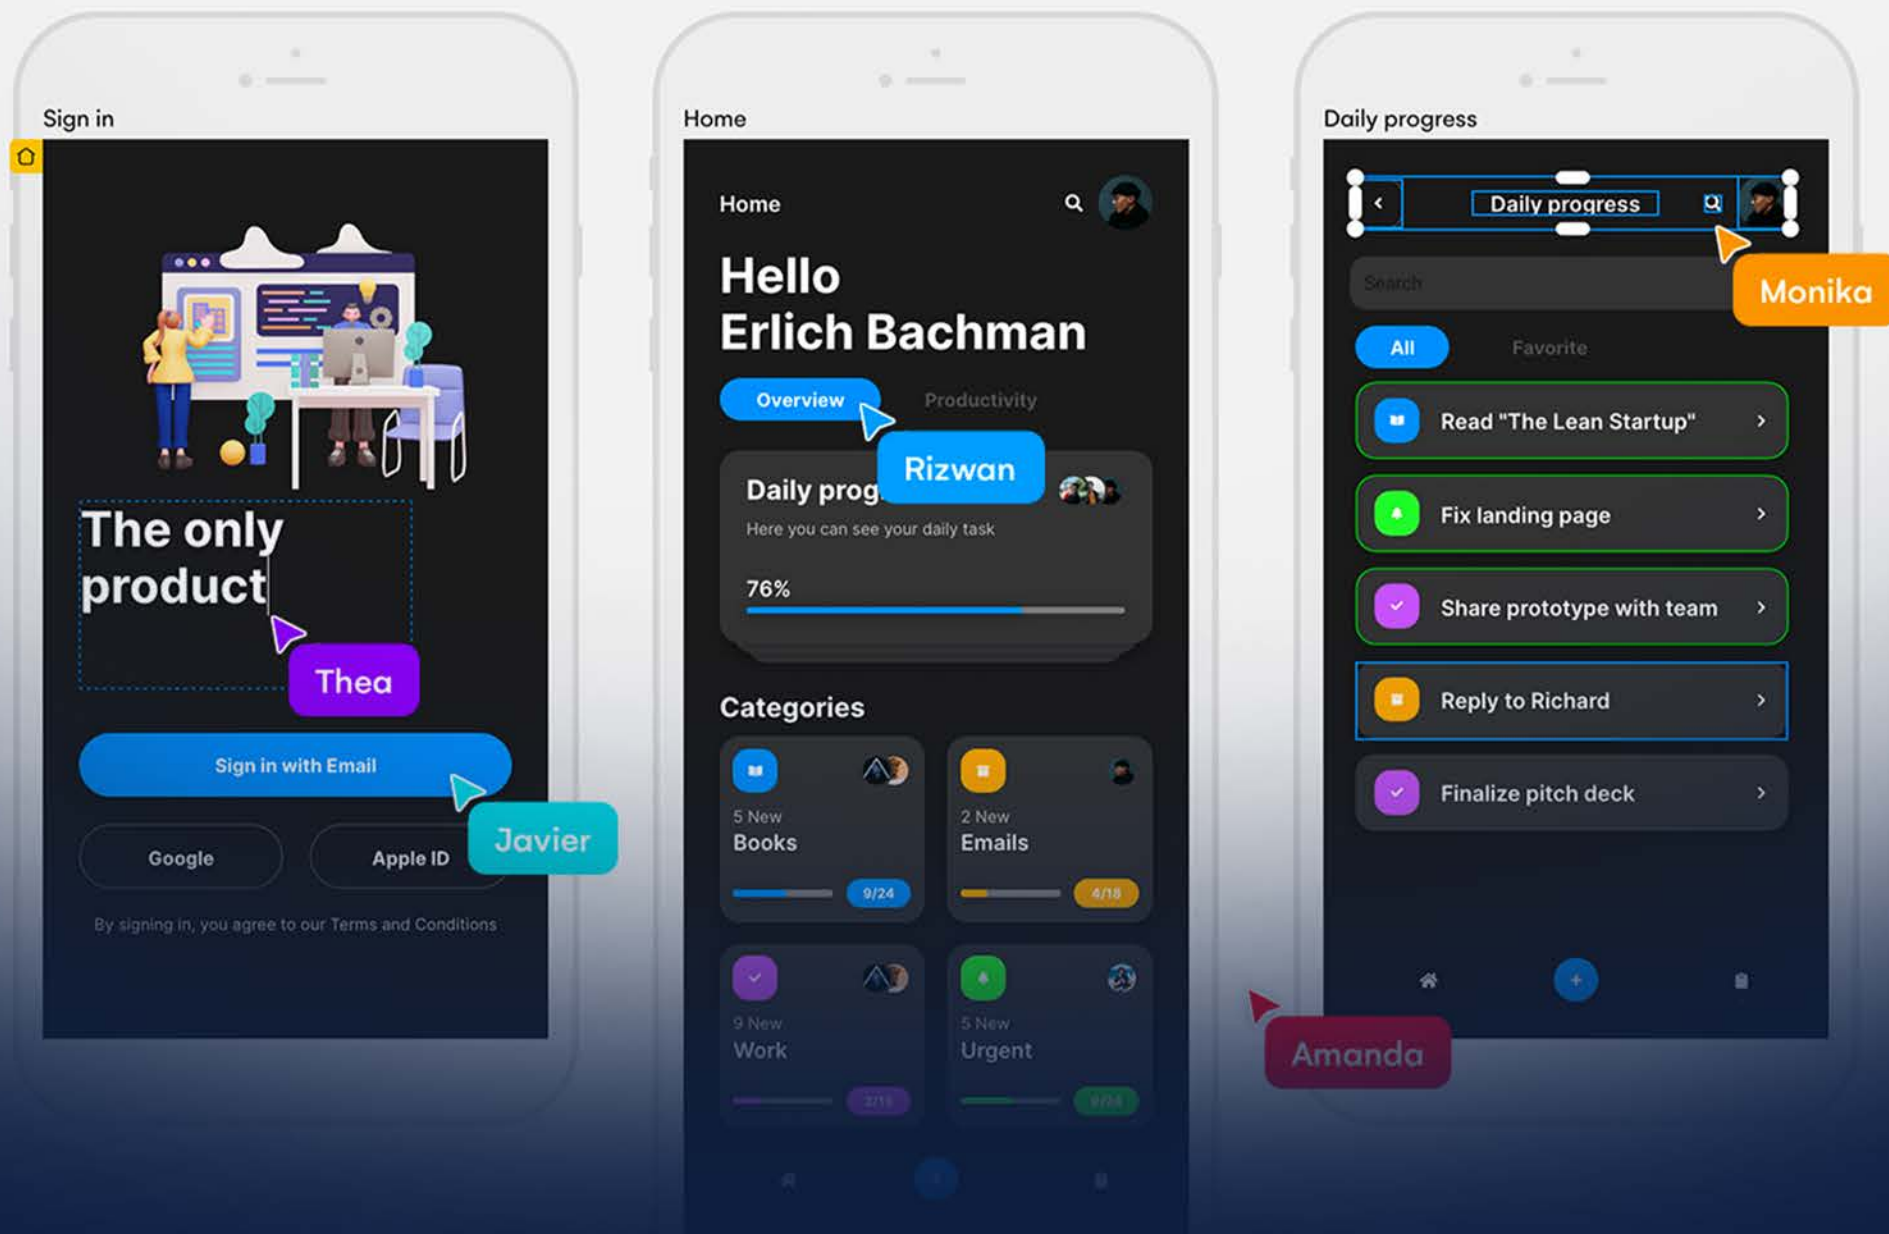 Sign in
The only
product
Thea
Sign in with Email
Javier
Google
Apple ID
By signing in, you agree to our Terms and Conditions
Home
Home
Hello
Erlich Bachman
Overview
Productivity
Rizwan
Daily prog
Here you can see your daily task
76%
Categories
5 New
Books
9/24
2 New
Emails
4/18
9 New
Work
5 New
Urgent
Daily progress
Daily progress
Monika
Search
All
Favorite
Read "The Lean Startup"
Fix landing page
Share prototype with team
Reply to Richard
Finalize pitch deck
Amanda